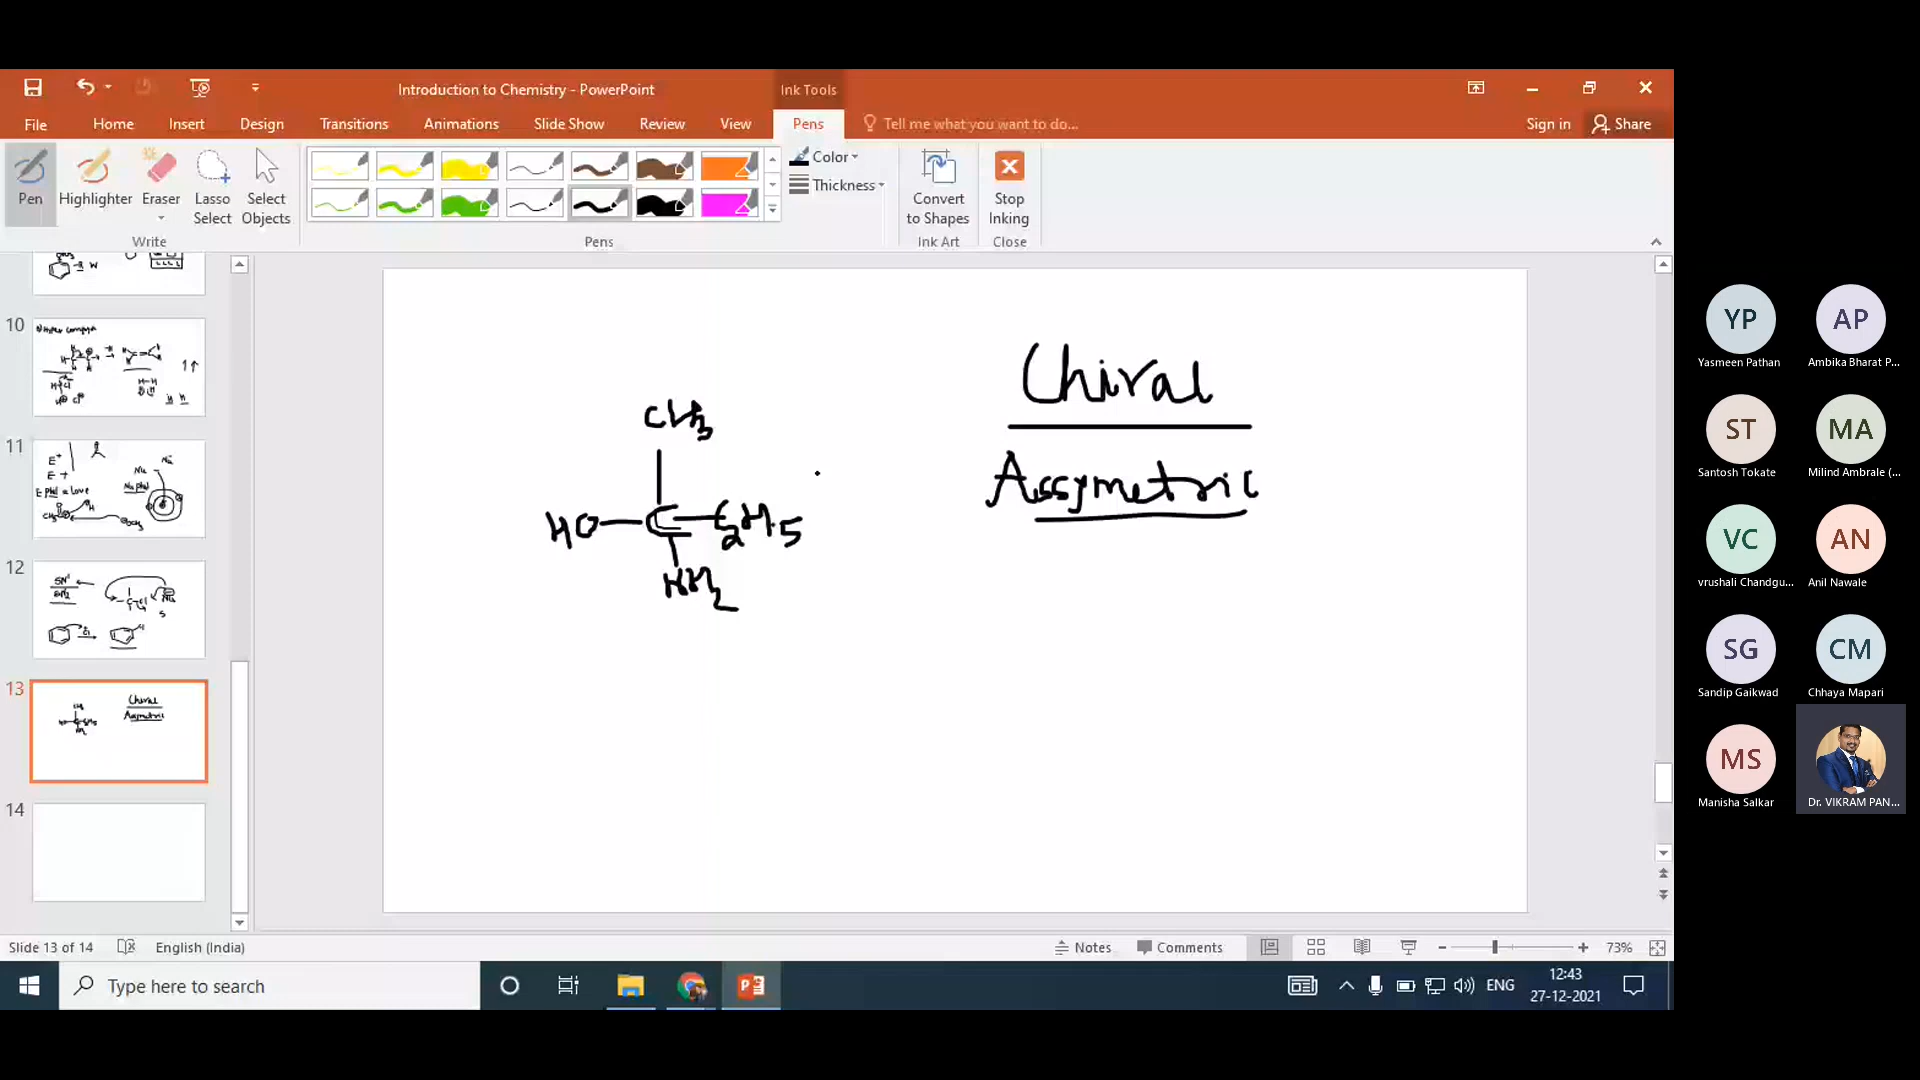 Introduction to Chemistry - PowerPoint
Ink Tools
File Home Insert Design Transitions Animations Slide Show Review View Pens Tell me what you want to do... Sign in Share
Pen Highlighter Eraser Lasso Select Select Objects
Color
Thickness
Convert to Shapes
Stop Inking
Write
Pens
Ink Art
Close
10
11
E+
E +
12
13
Chiral
Assymetric
14
Chiral
Assymetric
CH3
HO C C2H5
NH2
YP
Yasmeen Pathan
AP
Ambika Bharat P...
ST
Santosh Tokate
MA
Milind Ambrale (...
VC
vrushali Chandgu...
AN
Anil Nawale
SG
Sandip Gaikwad
CM
Chhaya Mapari
MS
Manisha Salkar
Dr. VIKRAM PAN...
Slide 13 of 14 English (India) Notes Comments 73%
Type here to search
ENG
12:43
27-12-2021